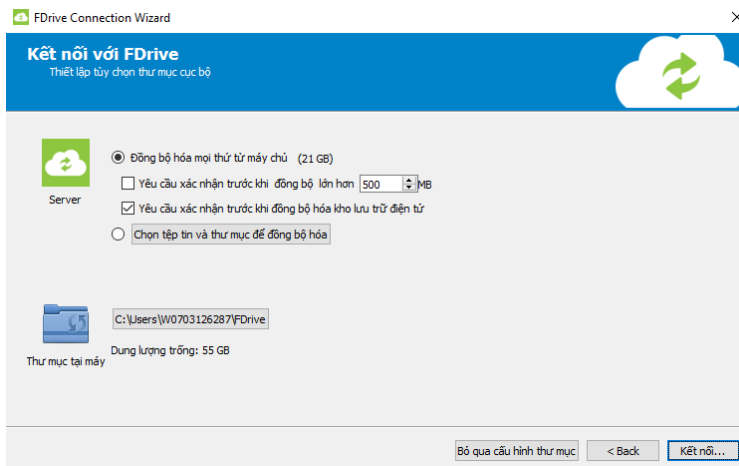 FDrive Connection Wizard
Kết nối với FDrive
Thiết lập tùy chọn thư mục cục bộ
Đồng bộ hóa mọi thứ từ máy chủ (21 GB)
Yêu cầu xác nhận trước khi đồng bộ lớn hơn 500 MB
Server
Yêu cầu xác nhận trước khi đồng bộ hóa kho lưu trữ điện tử
Chọn tệp tin và thư mục để đồng bộ hóa
C:\Users\W0703126287\FDrive
Dung lượng trống: 55 GB
Thư mục tại máy
Bỏ qua cấu hình thư mục < Back Kết nối...